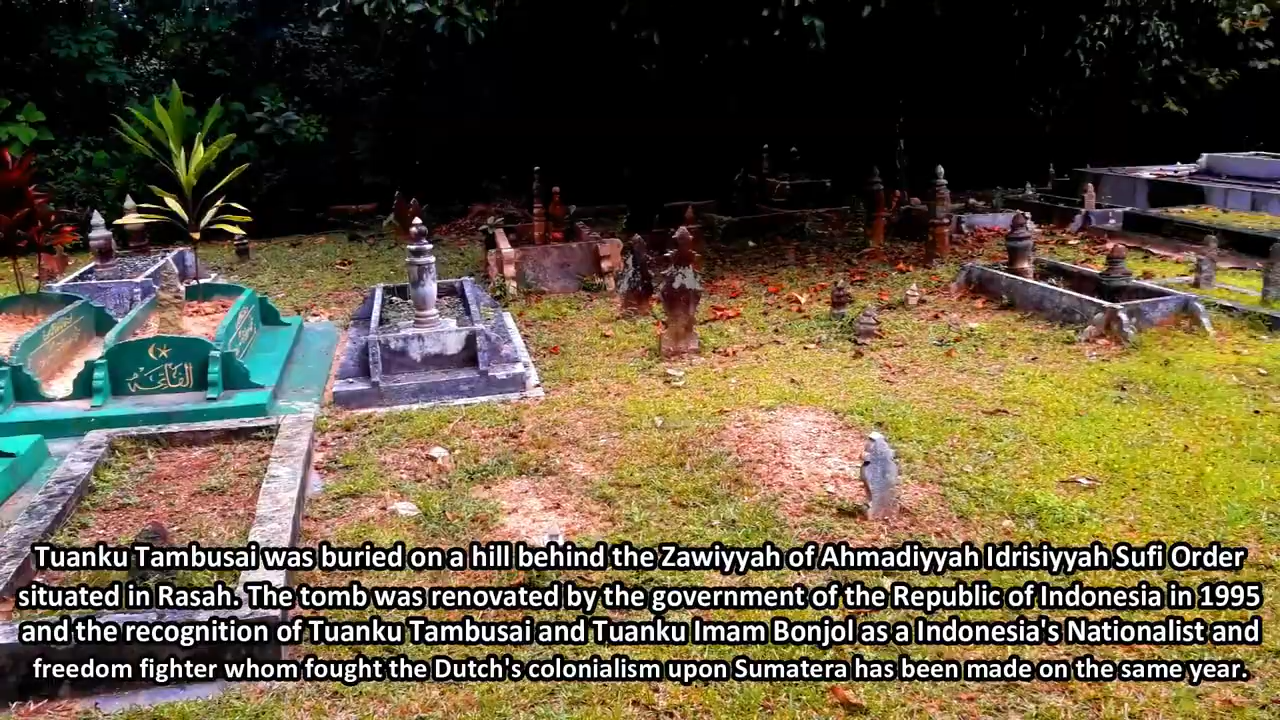 الفاتحة
Tuanku Tambusai was buried on a hill behind the Zawiyyah of Ahmadiyyah Idrisiyyah Sufi Order
situated in Rasah. The tomb was renovated by the government of the Republic of Indonesia in 1995
and the recognition of Tuanku Tambusai and Tuanku Imam Bonjol as a Indonesia's Nationalist and
freedom fighter whom fought the Dutch's colonialism upon Sumatera has been made on the same year.